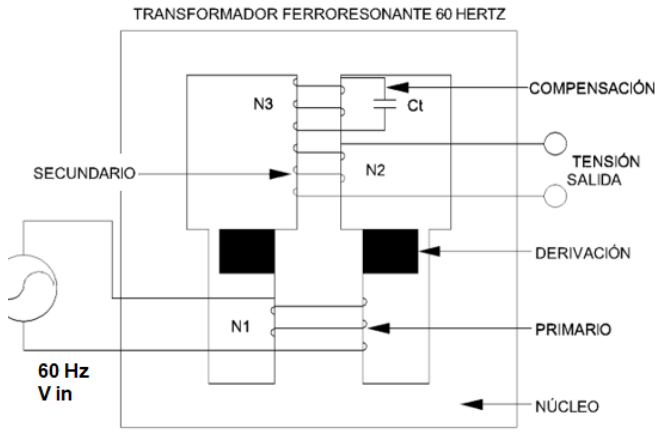 TRANSFORMADOR FERRORESONANTE 60 HERTZ
COMPENSACIÓN
N3
Ct
TENSIÓN
SALIDA
SECUNDARIO
N2
DERIVACIÓN
N1
PRIMARIO
60 Hz
V in
NÚCLEO